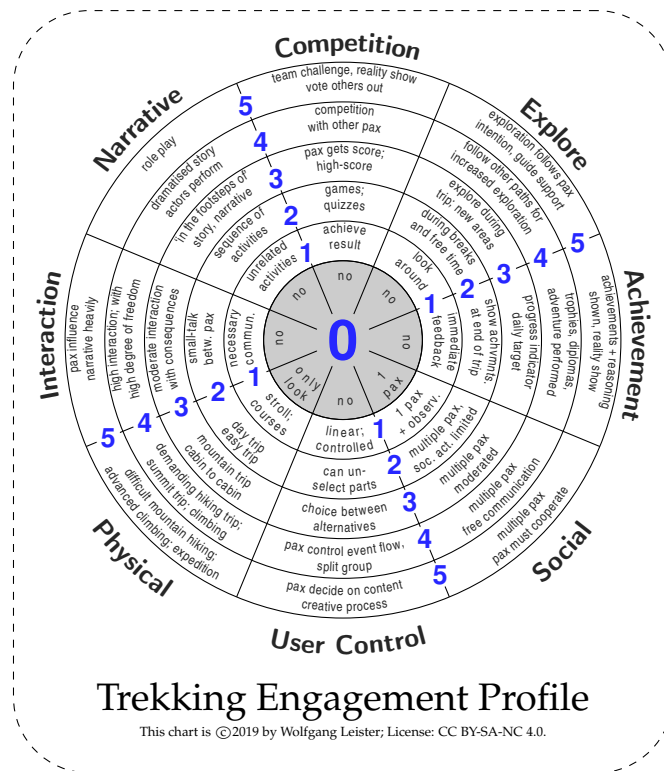 Competition
team challenge, reality show
vote others out
competition
with other pax
pax gets score;
high-score
games;
quizzes
achieve
result
no
Explore
exploration follows pax
intention, guide support
follow other paths for
increased exploration
explore during
trip; new areas
during breaks
and free time
look
around
no
Achievement
achievements + reasoning
shown, really show
trophies, diplomas,
adventure performed
progress indicator
daily target
show achvmnts.
at end of trip
immediate
feedback
no
Social
multiple pax
pax must cooperate
multiple pax
free communication
multiple pax
moderated
multiple pax,
soc. act. limited
1 pax
+ observ.
1
pax
User Control
pax decide on content
creative process
pax control event flow,
split group
choice between
alternatives
can un-
select parts
linear;
controlled
no
Physical
difficult mountain hiking;
advanced climbing, expedition
demanding hiking trip;
summit trip; climbing
mountain trip
cabin to cabin
day trip
easy trip
stroll;
courses
only
look
Interaction
pax influence
narrative heavily
high interaction; with
high degree of freedom
moderate interaction
with consequences
small-talk
betw. pax
necessary
commun.
no
Narrative
role play
dramatised story
actors perform
"in the footsteps of"
story, narrative
sequence of
activities
unrelated
activities
no
5
4
3
2
1
5
4
3
2
1
0
1
2
3
4
5
1
2
3
4
5
Trekking Engagement Profile
This chart is ©2019 by Wolfgang Leister; License: CC BY-SA-NC 4.0.